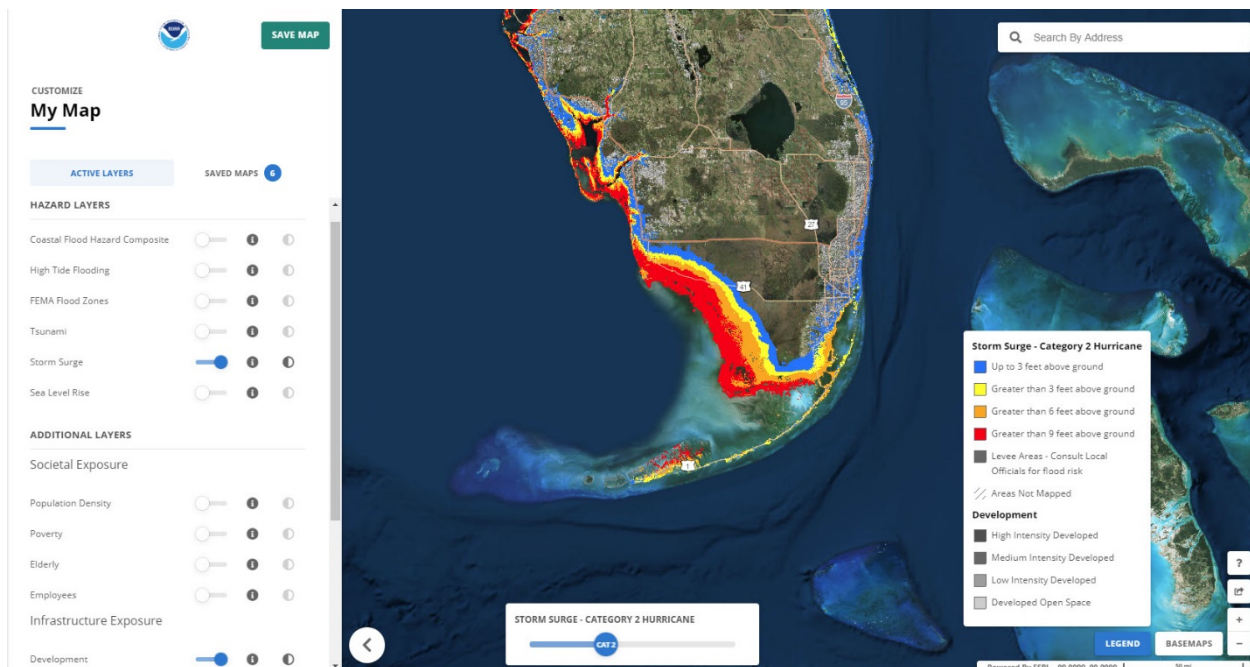 SAVE MAP
CUSTOMIZE
My Map
ACTIVE LAYERS
SAVED MAPS 6
HAZARD LAYERS
Coastal Flood Hazard Composite
High Tide Flooding
FEMA Flood Zones
Tsunami
Storm Surge
Sea Level Rise
ADDITIONAL LAYERS
Societal Exposure
Population Density
Poverty
Elderly
Employees
Infrastructure Exposure
Development
Search By Address
95
27
41
1
Storm Surge - Category 2 Hurricane
Up to 3 feet above ground
Greater than 3 feet above ground
Greater than 6 feet above ground
Greater than 9 feet above ground
Levee Areas - Consult Local
Officials for flood risk
Areas Not Mapped
Development
High Intensity Developed
Medium Intensity Developed
Low Intensity Developed
Developed Open Space
STORM SURGE - CATEGORY 2 HURRICANE
CAT 2
?
+
−
LEGEND
BASEMAPS